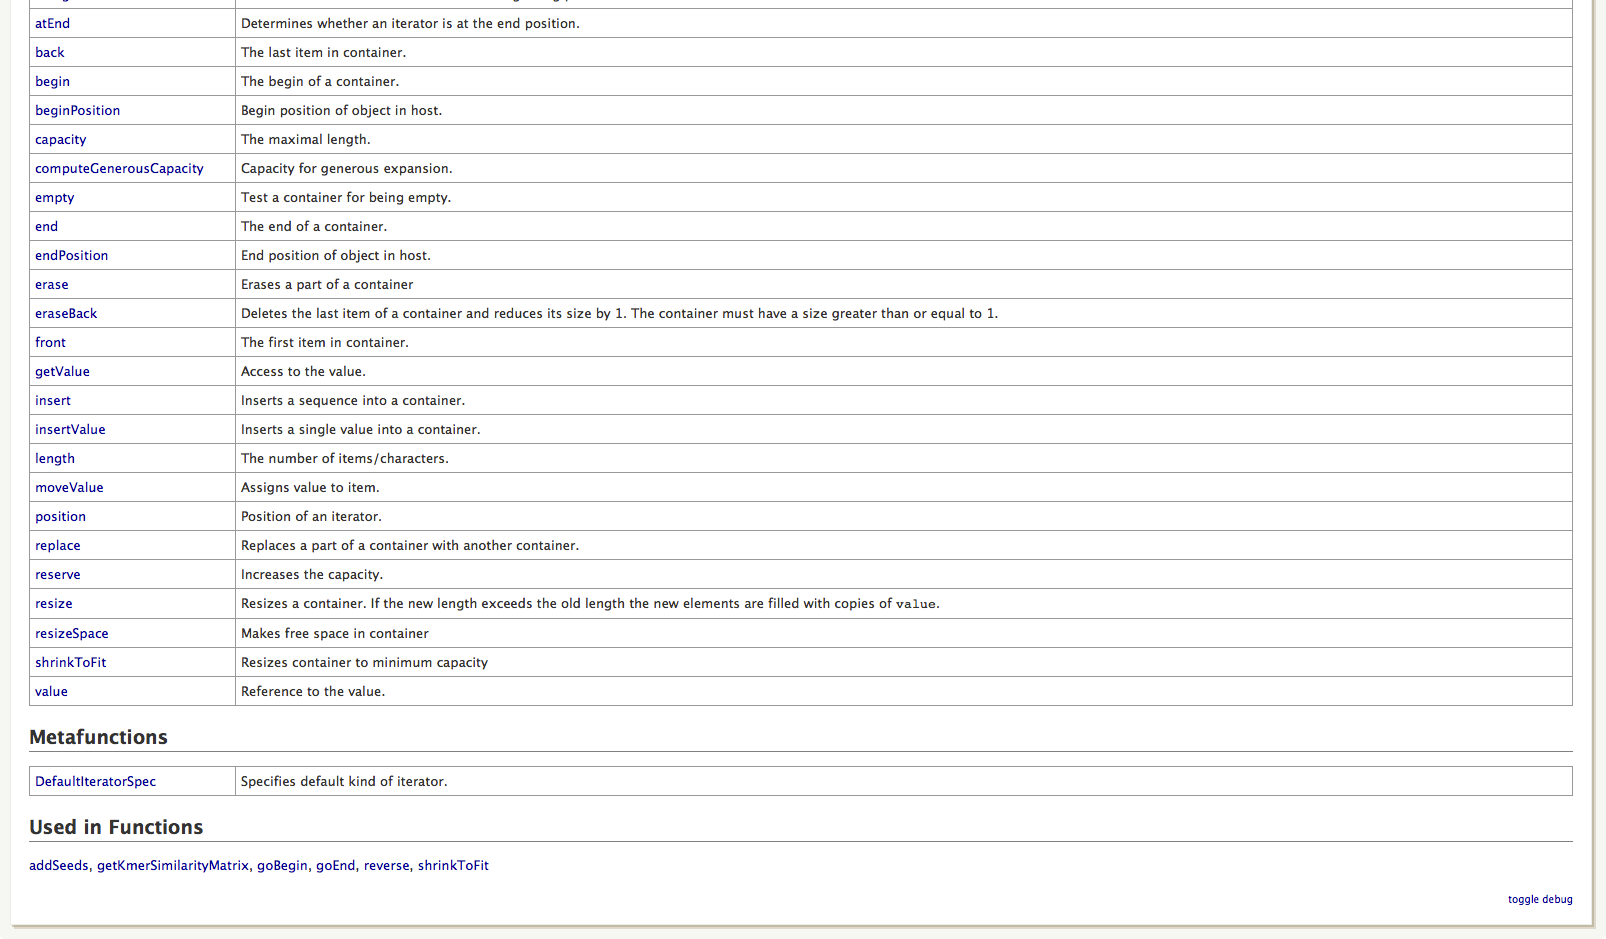 atEnd Determines whether an iterator is at the end position.
back The last item in container.
begin The begin of a container.
beginPosition Begin position of object in host.
capacity The maximal length.
computeGenerousCapacity Capacity for generous expansion.
empty Test a container for being empty.
end The end of a container.
endPosition End position of object in host.
erase Erases a part of a container
eraseBack Deletes the last item of a container and reduces its size by 1. The container must have a size greater than or equal to 1.
front The first item in container.
getValue Access to the value.
insert Inserts a sequence into a container.
insertValue Inserts a single value into a container.
length The number of items/characters.
moveValue Assigns value to item.
position Position of an iterator.
replace Replaces a part of a container with another container.
reserve Increases the capacity.
resize Resizes a container. If the new length exceeds the old length the new elements are filled with copies of value.
resizeSpace Makes free space in container
shrinkToFit Resizes container to minimum capacity
value Reference to the value.
Metafunctions
DefaultIteratorSpec Specifies default kind of iterator.
Used in Functions
addSeeds, getKmerSimilarityMatrix, goBegin, goEnd, reverse, shrinkToFit
toggle debug